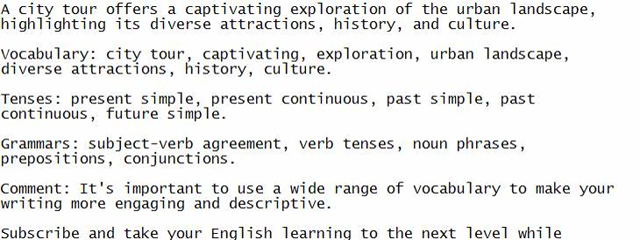 A city tour offers a captivating exploration of the urban landscape,
highlighting its diverse attractions, history, and culture.
Vocabulary: city tour, captivating, exploration, urban landscape,
diverse attractions, history, culture.
Tenses: present simple, present continuous, past simple, past
continuous, future simple.
Grammars: subject-verb agreement, verb tenses, noun phrases,
prepositions, conjunctions.
Comment: It's important to use a wide range of vocabulary to make your
writing more engaging and descriptive.
Subscribe and take your English learning to the next level while